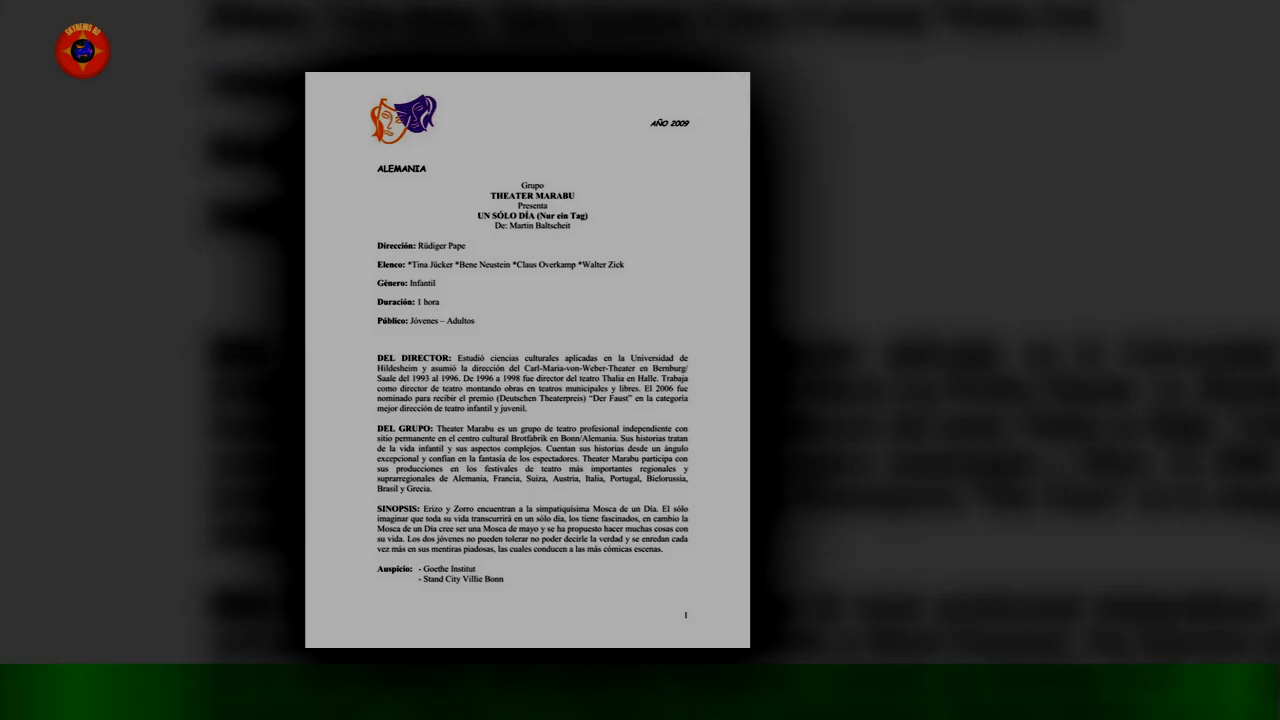 SKYNEWS BO
AÑO 2009
ALEMANIA
Grupo
THEATER MARABU
Presenta
UN SÓLO DÍA (Nur ein Tag)
De: Martin Baltscheit
Dirección: Rüdiger Pape
Elenco: *Tina Jücker *Bene Neustein *Claus Overkamp *Walter Zick
Género: Infantil
Duración: 1 hora
Público: Jóvenes – Adultos
DEL DIRECTOR: Estudió ciencias culturales aplicadas en la Universidad de
Hildesheim y asumió la dirección del Carl-Maria-von-Weber-Theater en Bernburg/
Saale del 1993 al 1996. De 1996 a 1998 fue director del teatro Thalia en Halle. Trabaja
como director de teatro montando obras en teatros municipales y libres. El 2006 fue
nominado para recibir el premio (Deutschen Theaterpreis) “Der Faust” en la categoría
mejor dirección de teatro infantil y juvenil.
DEL GRUPO: Theater Marabu es un grupo de teatro profesional independiente con
sitio permanente en el centro cultural Brotfabrik en Bonn/Alemania. Sus historias tratan
de la vida infantil y sus aspectos complejos. Cuentan sus historias desde un ángulo
excepcional y confían en la fantasía de los espectadores. Theater Marabu participa con
sus producciones en los festivales de teatro más importantes regionales y
suprarregionales de Alemania, Francia, Suiza, Austria, Italia, Portugal, Bielorussia,
Brasil y Grecia.
SINOPSIS: Erizo y Zorro encuentran a la simpatiquísima Mosca de un Día. El sólo
imaginar que toda su vida transcurrirá en un sólo día, los tiene fascinados, en cambio la
Mosca de un Día cree ser una Mosca de mayo y se ha propuesto hacer muchas cosas con
su vida. Los dos jóvenes no pueden tolerar no poder decirle la verdad y se enredan cada
vez más en sus mentiras piadosas, las cuales conducen a las más cómicas escenas.
Auspicio: - Goethe Institut
- Stand City Villie Bonn
1